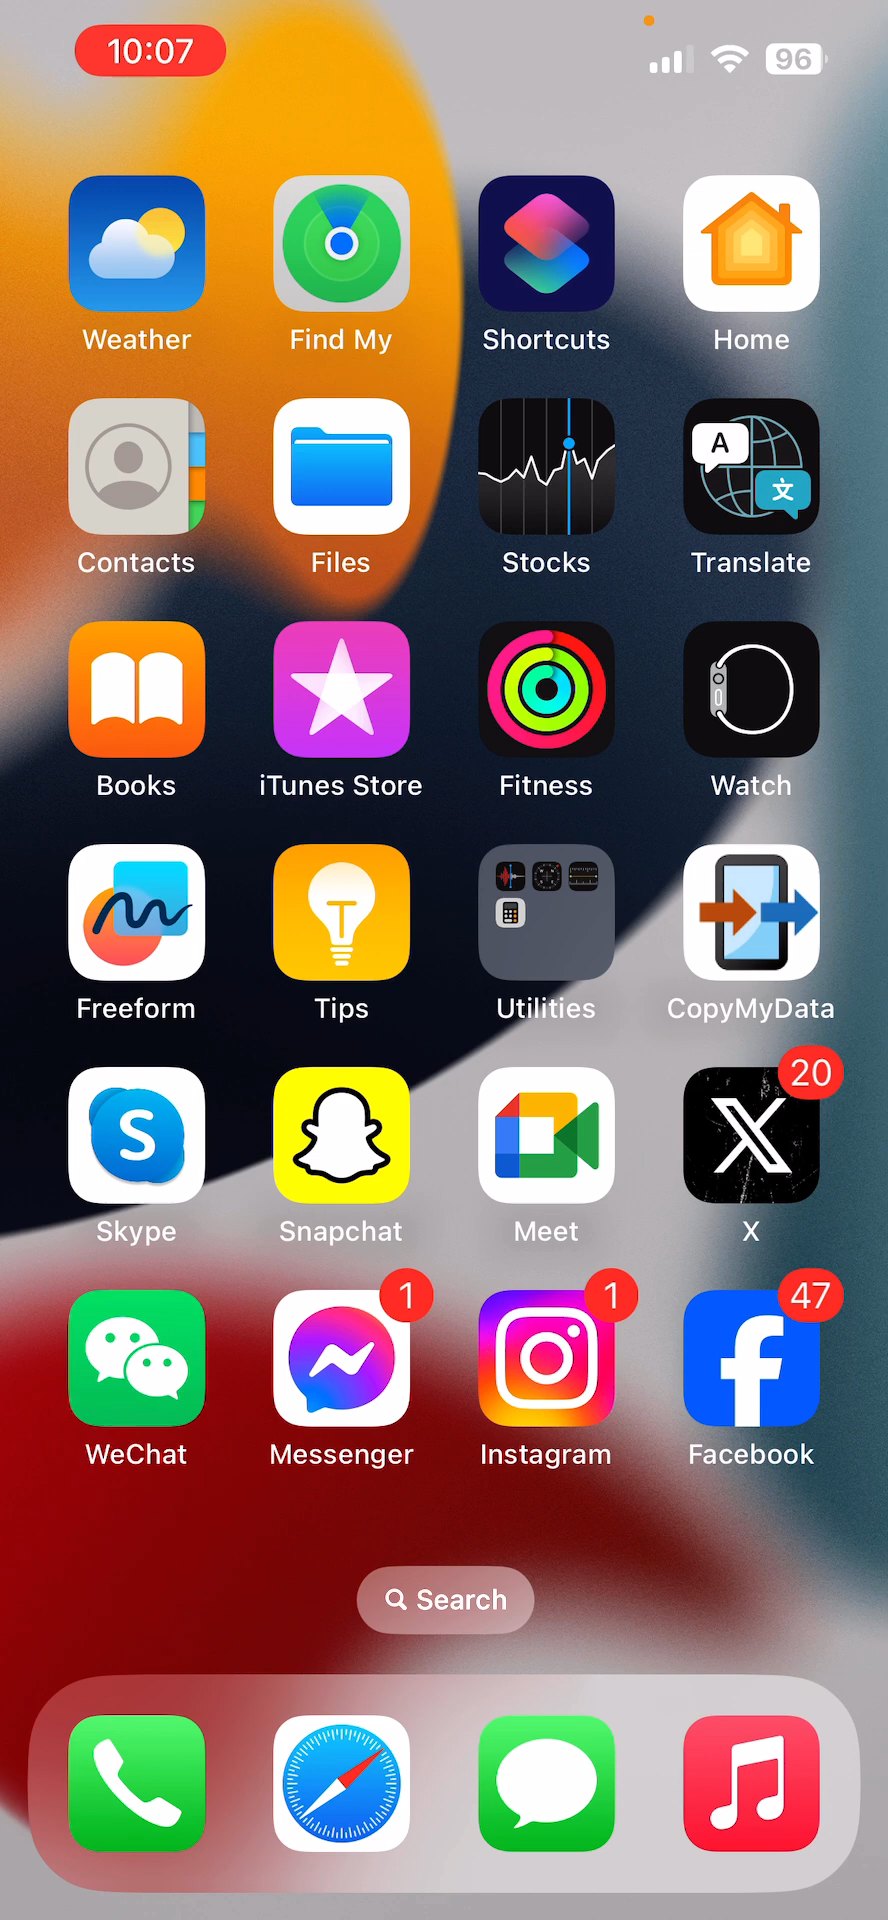 10:07
96
Weather Find My Shortcuts Home
A
文
Contacts Files Stocks Translate
Books iTunes Store Fitness Watch
Freeform Tips Utilities CopyMyData
20
S
X
Skype Snapchat Meet X
1 1 47
f
WeChat Messenger Instagram Facebook
Search